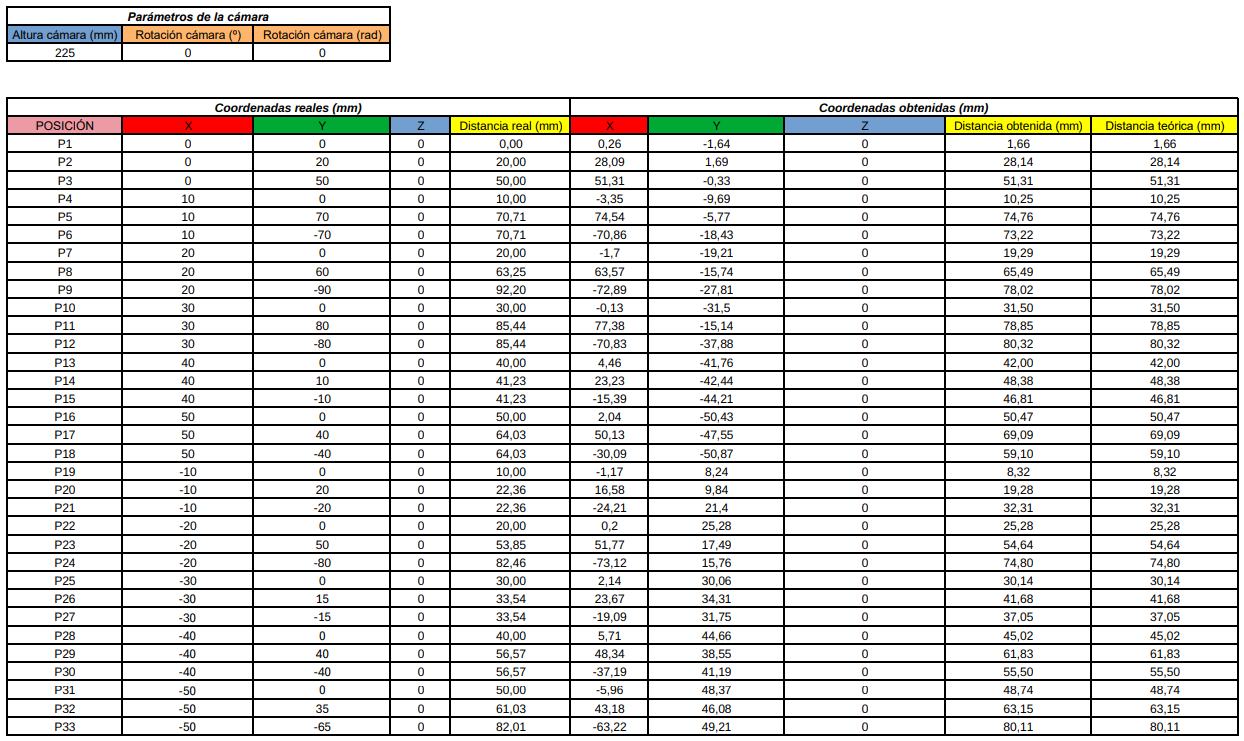 Parámetros de la cámara
Altura cámara (mm) Rotación cámara (º) Rotación cámara (rad)
225 0 0
Coordenadas reales (mm) Coordenadas obtenidas (mm)
POSICIÓN X Y Z Distancia real (mm) X Y Z Distancia obtenida (mm) Distancia teórica (mm)
P1 0 0 0 0,00 0,26 -1,64 0 1,66 1,66
P2 0 20 0 20,00 28,09 1,69 0 28,14 28,14
P3 0 50 0 50,00 51,31 -0,33 0 51,31 51,31
P4 10 0 0 10,00 -3,35 -9,69 0 10,25 10,25
P5 10 70 0 70,71 74,54 -5,77 0 74,76 74,76
P6 10 -70 0 70,71 -70,86 -18,43 0 73,22 73,22
P7 20 0 0 20,00 -1,7 -19,21 0 19,29 19,29
P8 20 60 0 63,25 63,57 -15,74 0 65,49 65,49
P9 20 -90 0 92,20 -72,89 -27,81 0 78,02 78,02
P10 30 0 0 30,00 -0,13 -31,5 0 31,50 31,50
P11 30 80 0 85,44 77,38 -15,14 0 78,85 78,85
P12 30 -80 0 85,44 -70,83 -37,88 0 80,32 80,32
P13 40 0 0 40,00 4,46 -41,76 0 42,00 42,00
P14 40 10 0 41,23 23,23 -42,44 0 48,38 48,38
P15 40 -10 0 41,23 -15,39 -44,21 0 46,81 46,81
P16 50 0 0 50,00 2,04 -50,43 0 50,47 50,47
P17 50 40 0 64,03 50,13 -47,55 0 69,09 69,09
P18 50 -40 0 64,03 -30,09 -50,87 0 59,10 59,10
P19 -10 0 0 10,00 -1,17 8,24 0 8,32 8,32
P20 -10 20 0 22,36 16,58 9,84 0 19,28 19,28
P21 -10 -20 0 22,36 -24,21 21,4 0 32,31 32,31
P22 -20 0 0 20,00 0,2 25,28 0 25,28 25,28
P23 -20 50 0 53,85 51,77 17,49 0 54,64 54,64
P24 -20 -80 0 82,46 -73,12 15,76 0 74,80 74,80
P25 -30 0 0 30,00 2,14 30,06 0 30,14 30,14
P26 -30 15 0 33,54 23,67 34,31 0 41,68 41,68
P27 -30 -15 0 33,54 -19,09 31,75 0 37,05 37,05
P28 -40 0 0 40,00 5,71 44,66 0 45,02 45,02
P29 -40 40 0 56,57 48,34 38,55 0 61,83 61,83
P30 -40 -40 0 56,57 -37,19 41,19 0 55,50 55,50
P31 -50 0 0 50,00 -5,96 48,37 0 48,74 48,74
P32 -50 35 0 61,03 43,18 46,08 0 63,15 63,15
P33 -50 -65 0 82,01 -63,22 49,21 0 80,11 80,11